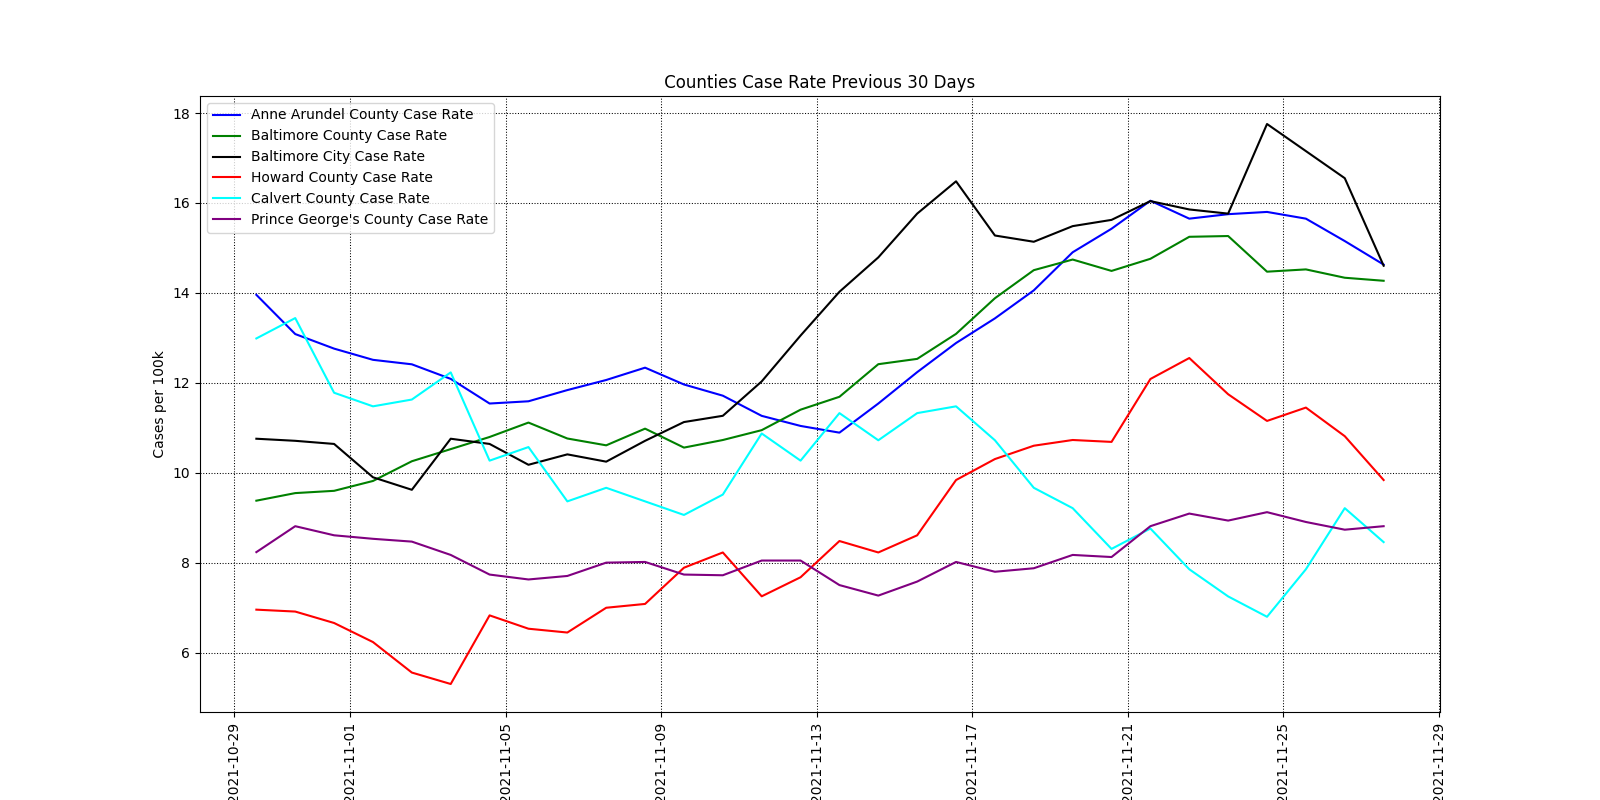 Counties Case Rate Previous 30 Days
18
16
14
12
10
8
6
Cases per 100k
Anne Arundel County Case Rate
Baltimore County Case Rate
Baltimore City Case Rate
Howard County Case Rate
Calvert County Case Rate
Prince George's County Case Rate
2021-10-29
2021-11-01
2021-11-05
2021-11-09
2021-11-13
2021-11-17
2021-11-21
2021-11-25
2021-11-29